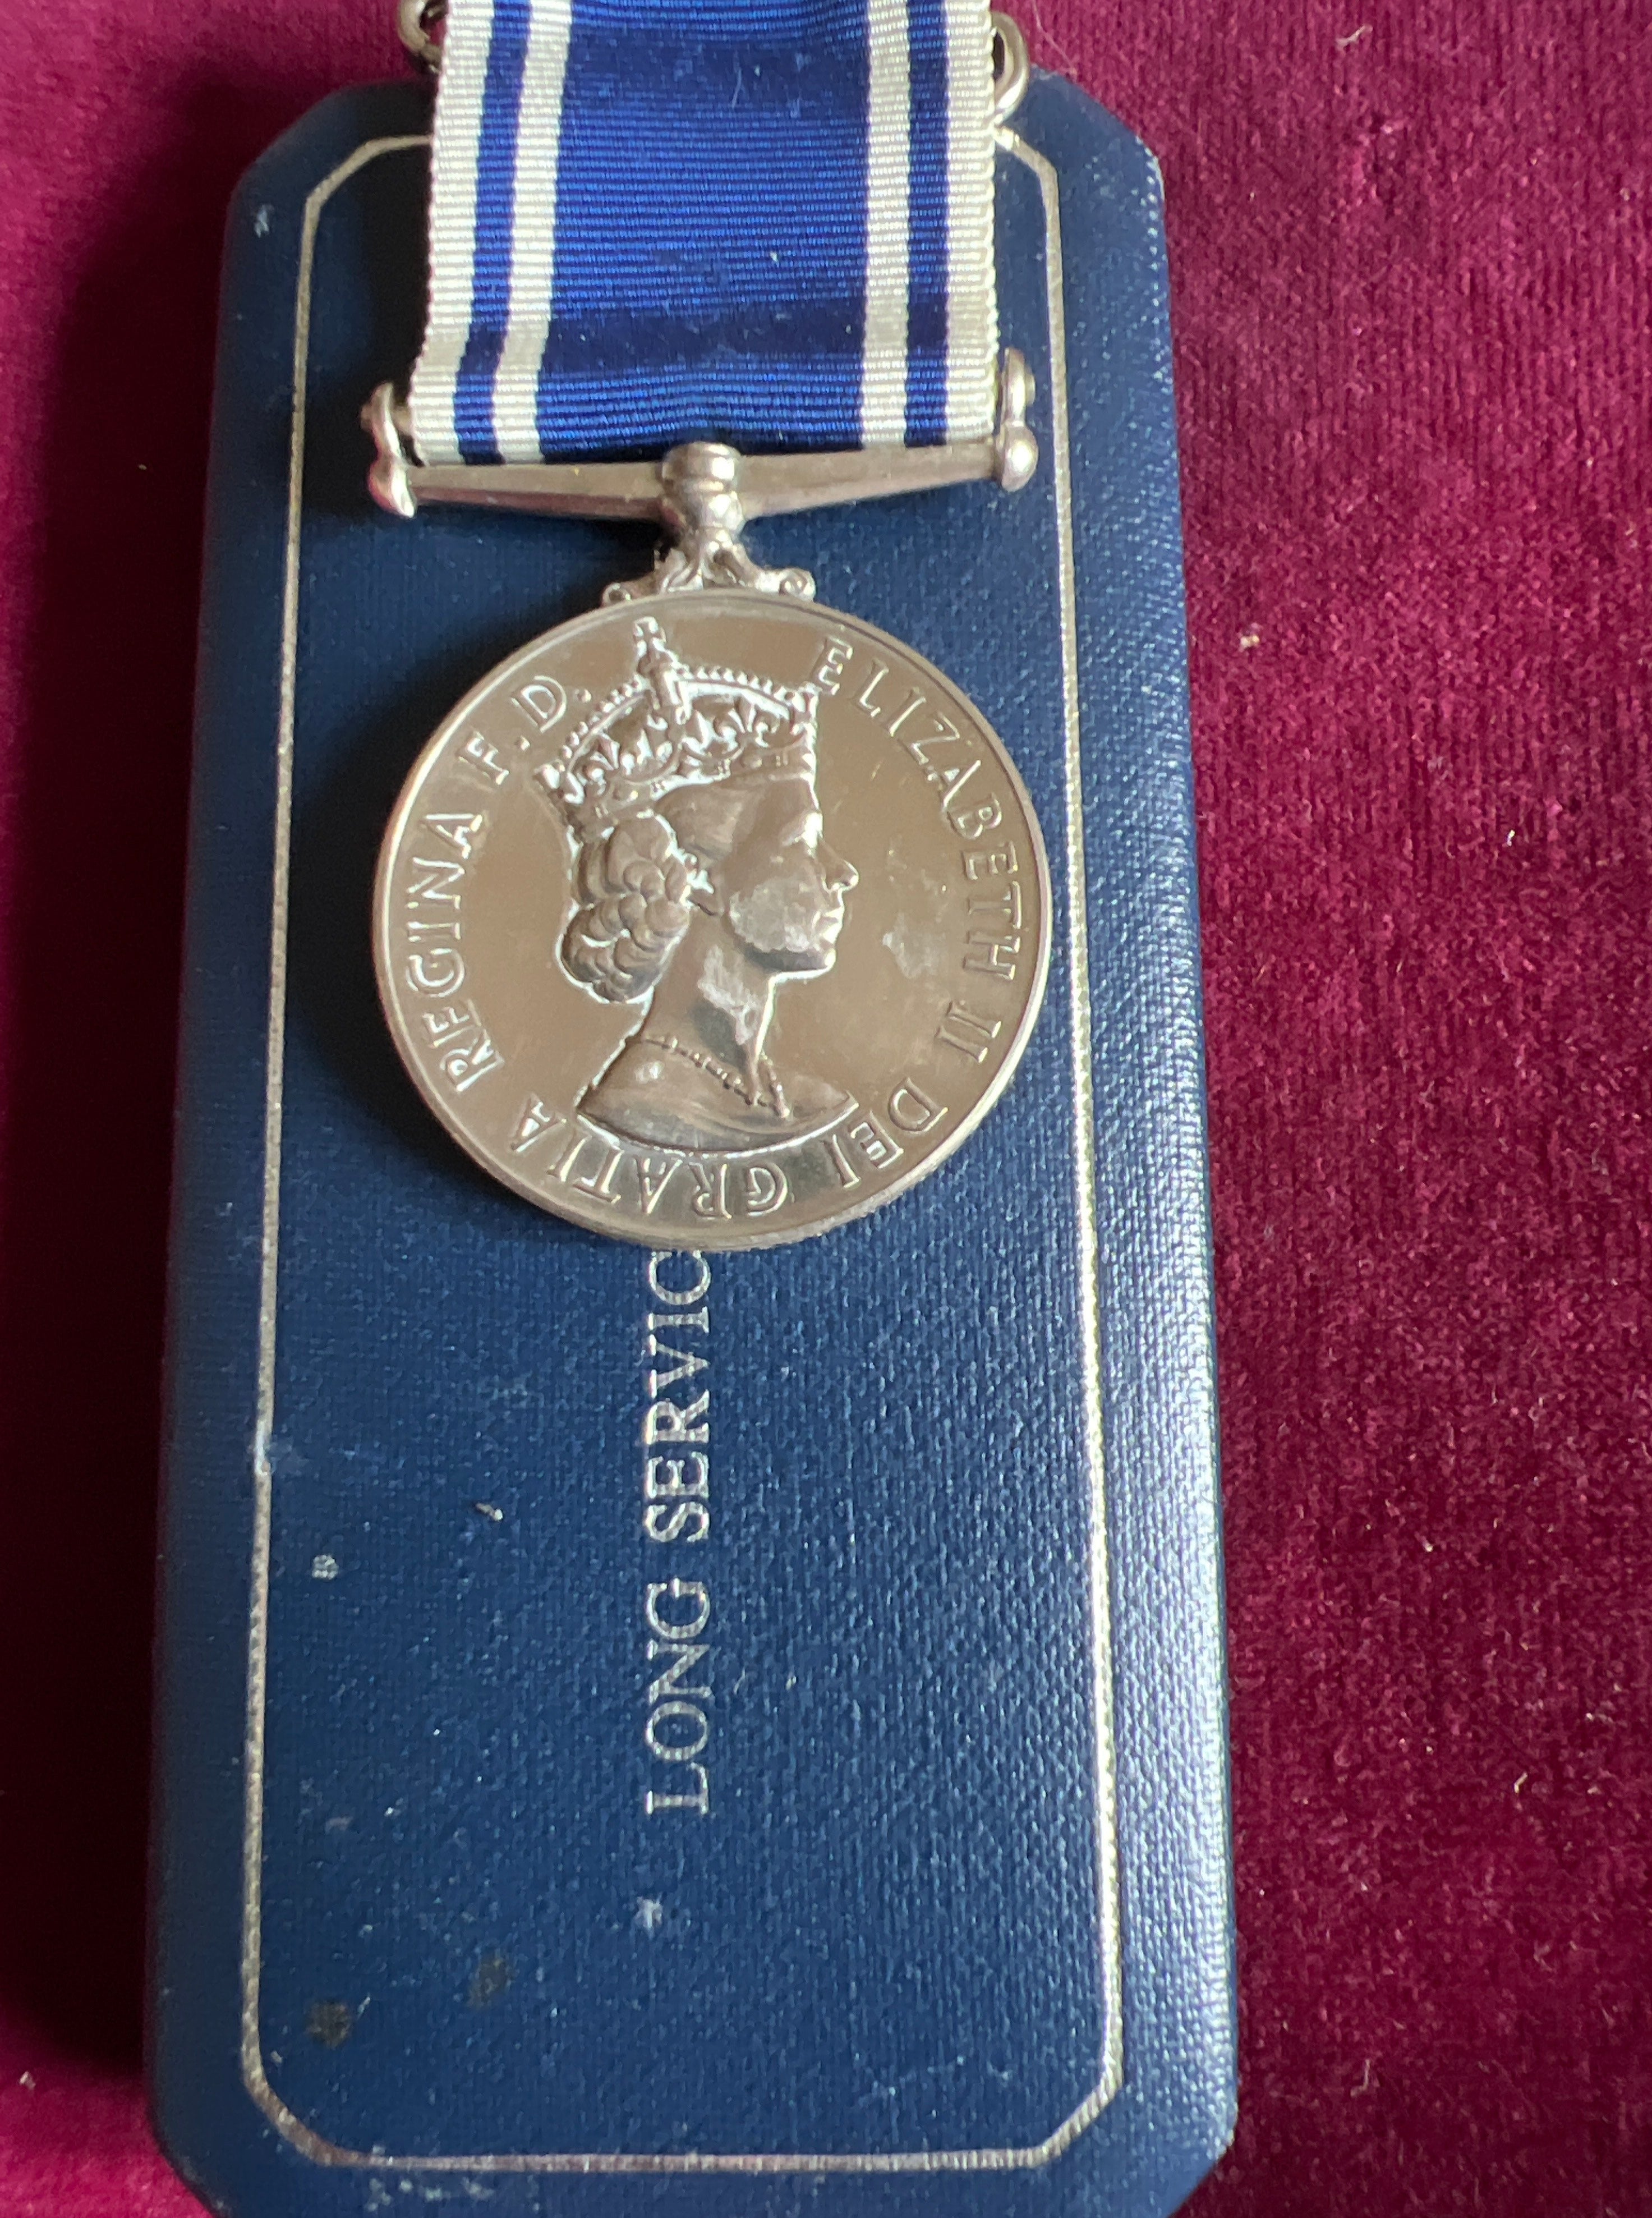 ELIZABETH II DEI GRATIA REGINA F.D.
LONG SERVIC